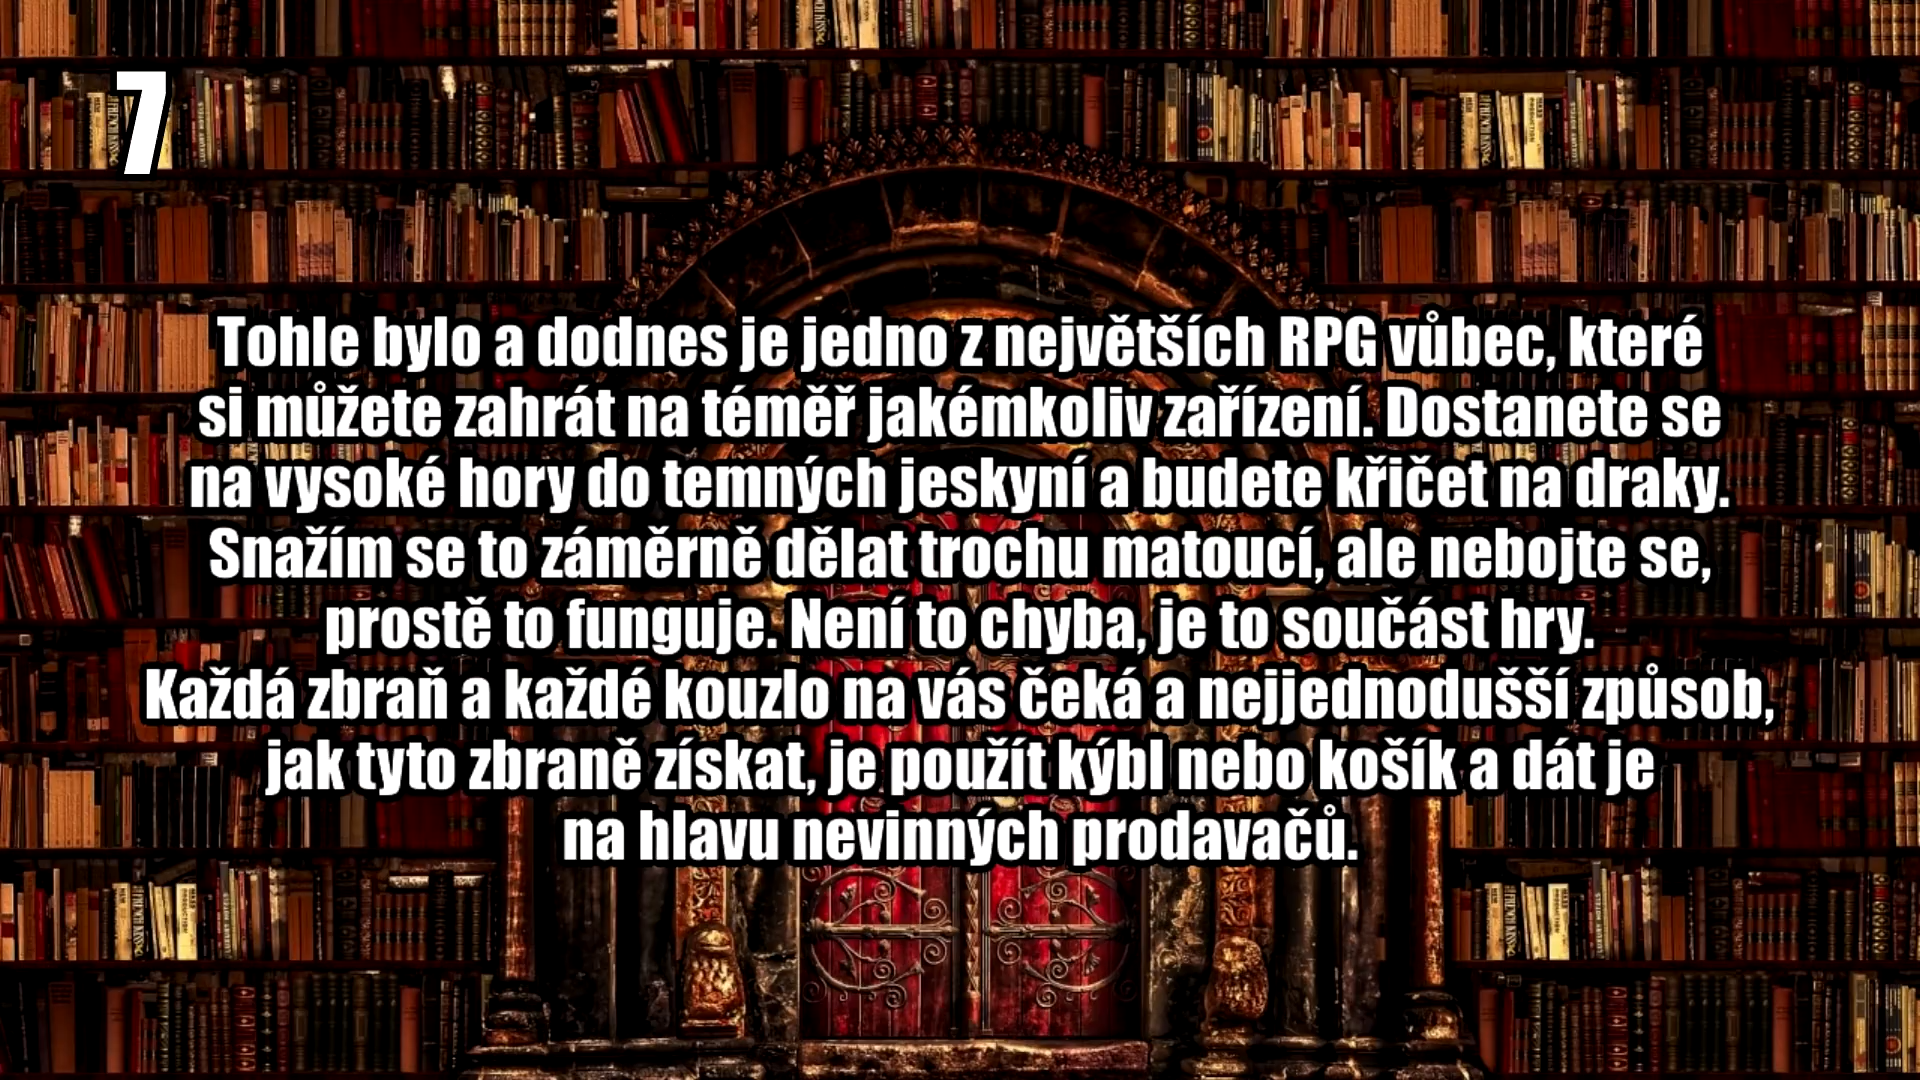 7
Tohle bylo a dodnes je jedno z největších RPG vůbec, které
si můžete zahrát na téměř jakémkoliv zařízení. Dostanete se
na vysoké hory do temných jeskyní a budete křičet na draky.
Snažím se to záměrně dělat trochu matoucí, ale nebojte se,
prostě to funguje. Není to chyba, je to součást hry.
Každá zbraň a každé kouzlo na vás čeká a nejjednodušší způsob,
jak tyto zbraně získat, je použít kýbl nebo košík a dát je
na hlavu nevinných prodavačů.